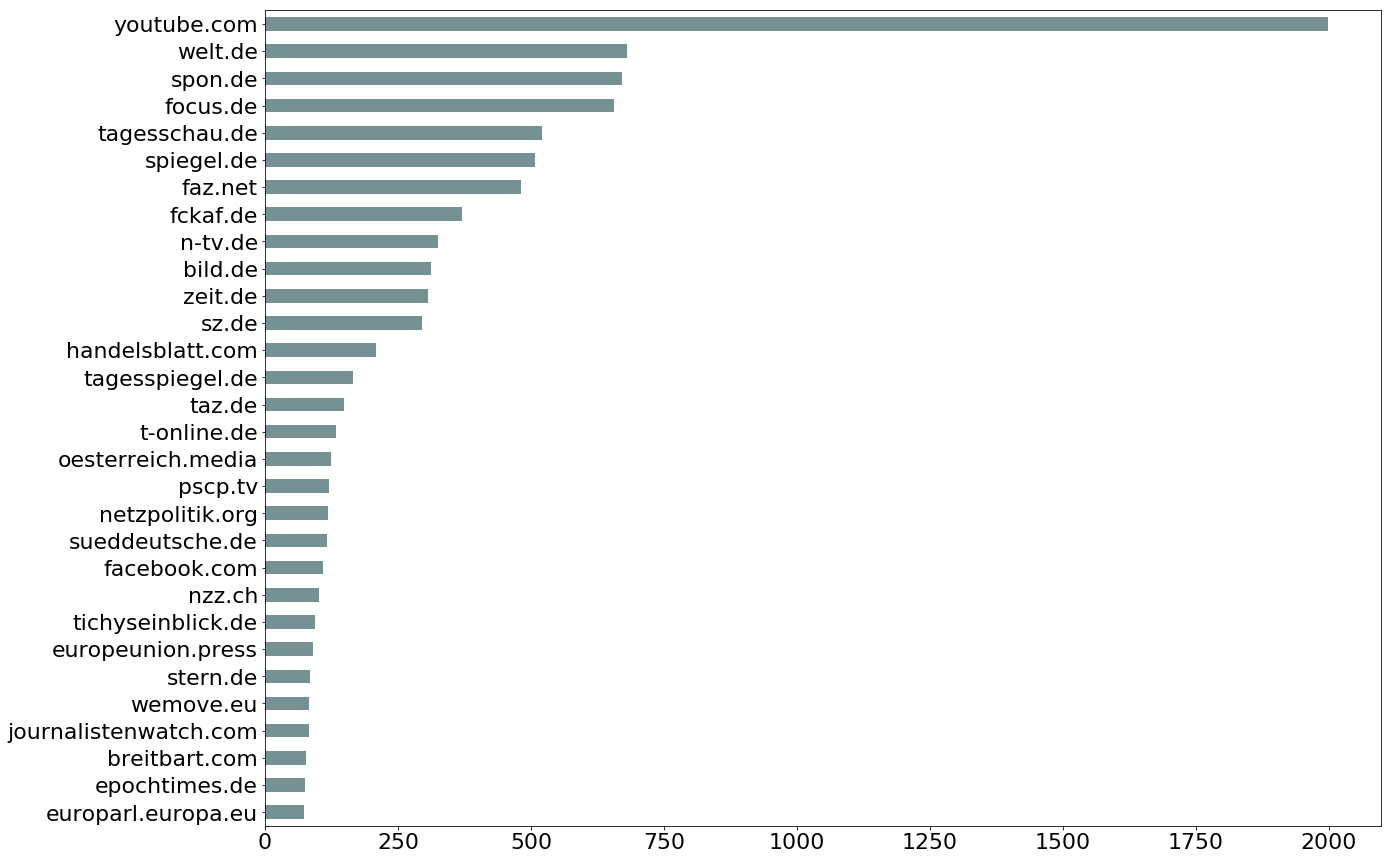 youtube.com
welt.de
spon.de
focus.de
tagesschau.de
spiegel.de
faz.net
fckaf.de
n-tv.de
bild.de
zeit.de
sz.de
handelsblatt.com
tagesspiegel.de
taz.de
t-online.de
oesterreich.media
pscp.tv
netzpolitik.org
sueddeutsche.de
facebook.com
nzz.ch
tichyseinblick.de
europeunion.press
stern.de
wemove.eu
journalistenwatch.com
breitbart.com
epochtimes.de
europarl.europa.eu
0 250 500 750 1000 1250 1500 1750 2000